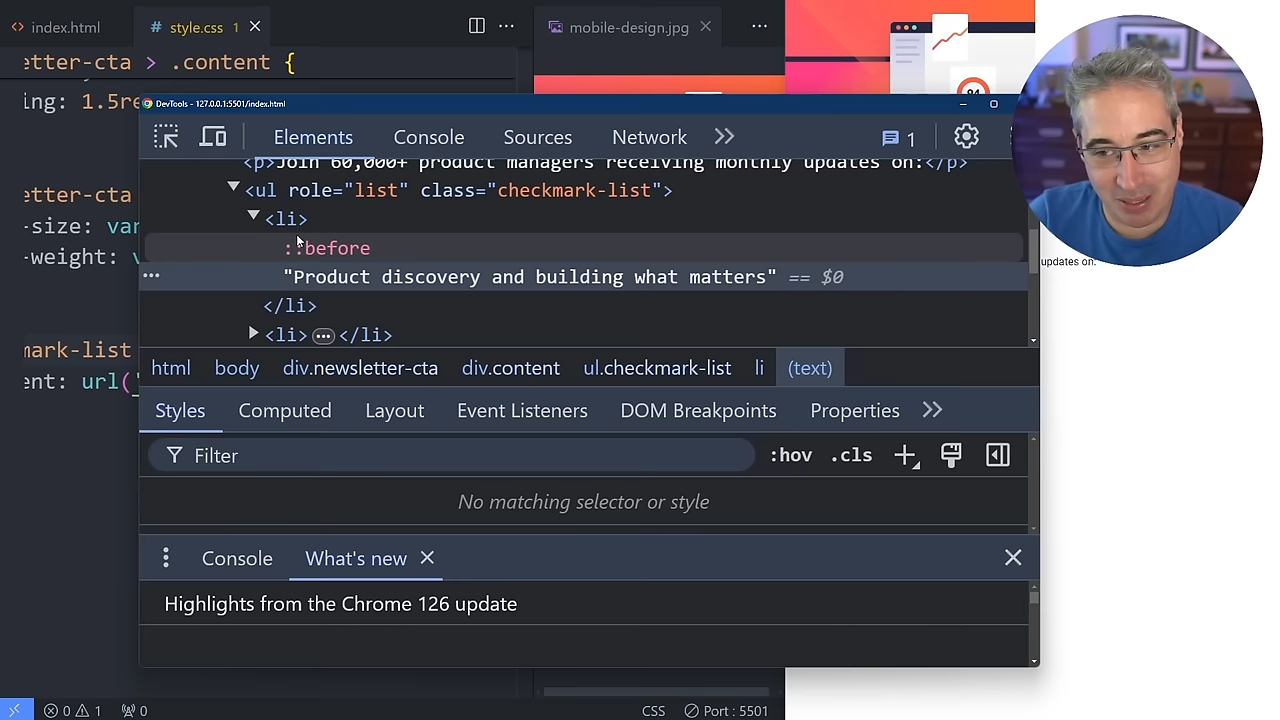 index.html
style.css 1
mobile-design.jpg
etter-cta > .content {
ing: 1.5re
DevTools - 127.0.0.1:5501/index.html
Elements Console Sources Network 1
<p>Join 60,000+ product managers receiving monthly updates on:</p>
<ul role="list" class="checkmark-list">
<li>
::before
"Product discovery and building what matters" == $0
</li>
<li> </li>
html body div.newsletter-cta div.content ul.checkmark-list li (text)
Styles Computed Layout Event Listeners DOM Breakpoints Properties
Filter :hov .cls
No matching selector or style
Console What's new
Highlights from the Chrome 126 update
etter-cta
-size: var
-weight: v
mark-list
ent: url(
updates on:
0 1 0
CSS Port : 5501